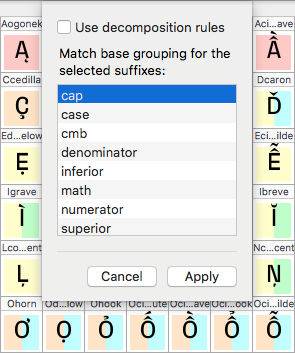 Aogonek
Aci...ave
Ą
Ấ
Use decomposition rules
Match base grouping for the
selected suffixes:
Ccedilla
Dcaron
Ç
Ď
cap
case
cmb
denominator
inferior
math
numerator
superior
Ed...elow
Eci...ilde
Ẹ
Ễ
Igrave
Ibreve
Ì
Ĭ
Lco...cent
Nc...cent
Ļ
Ņ
Cancel
Apply
Ohorn
Od...low
Ohook
Oci...ute
Oci...ave
Oci...ook
Oci...ilde
Ơ
Ọ
Ỏ
Ố
Ồ
Ổ
Ỗ